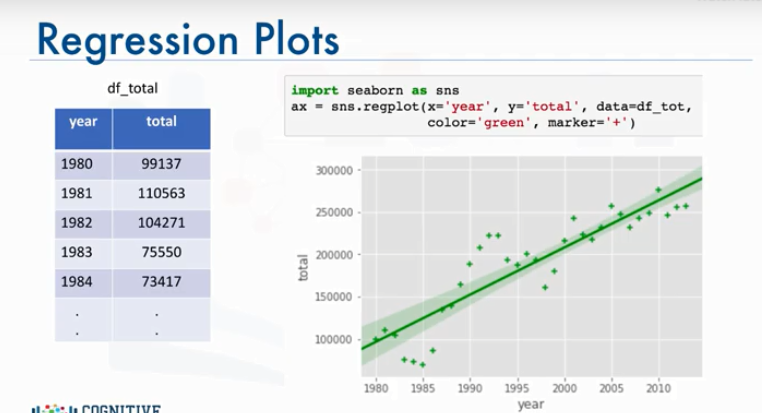 Regression Plots
df_total
year total
1980 99137
1981 110563
1982 104271
1983 75550
1984 73417
. .
. .
import seaborn as sns
ax = sns.regplot(x='year', y='total', data=df_tot,
color='green', marker='+')
300000
250000
200000
150000
100000
total
1980 1985 1990 1995 2000 2005 2010
year
COGNITIVE